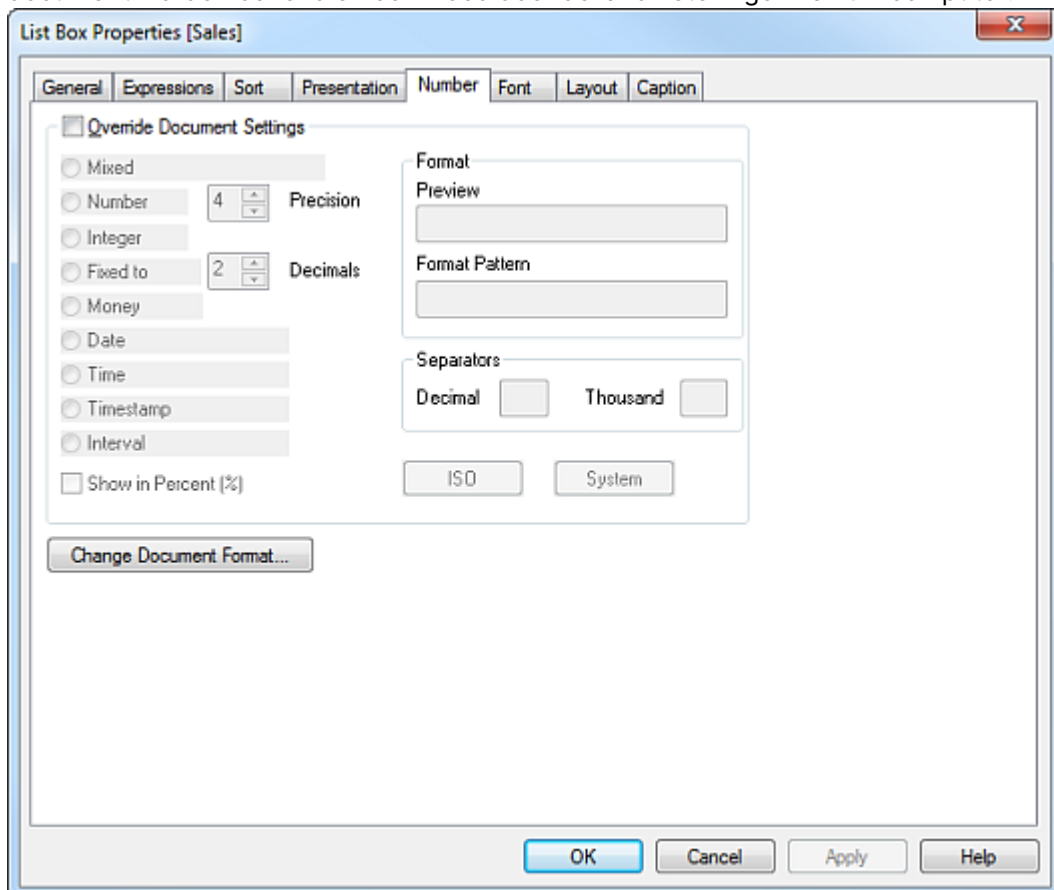 List Box Properties [Sales]
General Expressions Sort Presentation Number Font Layout Caption
Override Document Settings
Mixed
Number 4 Precision
Integer
Fixed to 2 Decimals
Money
Date
Time
Timestamp
Interval
Show in Percent (%)
Format
Preview
Format Pattern
Separators
Decimal Thousand
ISO System
Change Document Format...
OK Cancel Apply Help